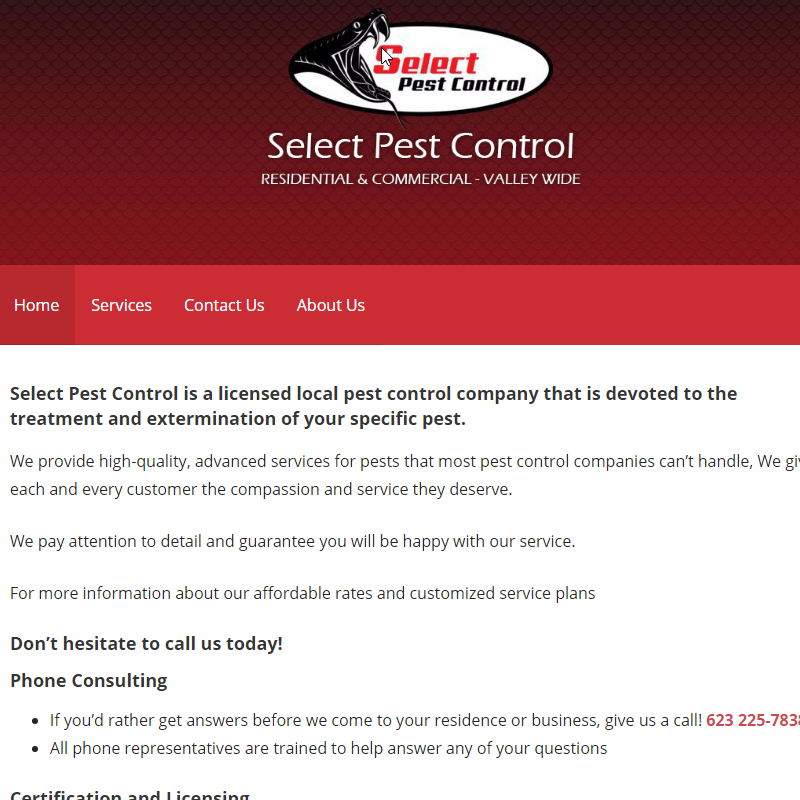 Select
Pest Control
Select Pest Control
RESIDENTIAL & COMMERCIAL - VALLEY WIDE
Home Services Contact Us About Us
Select Pest Control is a licensed local pest control company that is devoted to the
treatment and extermination of your specific pest.
We provide high-quality, advanced services for pests that most pest control companies can’t handle, We
each and every customer the compassion and service they deserve.
We pay attention to detail and guarantee you will be happy with our service.
For more information about our affordable rates and customized service plans
Don’t hesitate to call us today!
Phone Consulting
If you’d rather get answers before we come to your residence or business, give us a call! 623 225-7838
All phone representatives are trained to help answer any of your questions
Certification and Licensing